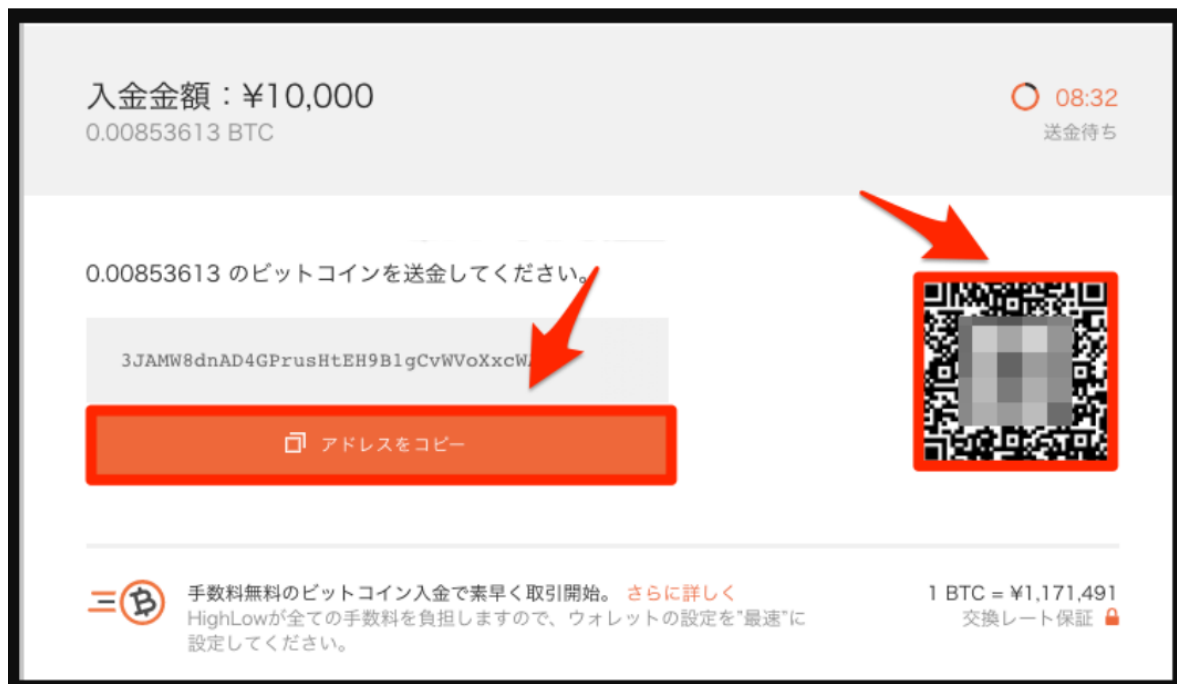 入金金額：¥10,000
0.00853613 BTC
08:32
送金待ち
0.00853613 のビットコインを送金してください。
3JAMW8dnAD4GPrusHtEH9B1gCvWVoXxcW
アドレスをコピー
手数料無料のビットコイン入金で素早く取引開始。 さらに詳しく
HighLowが全ての手数料を負担しますので、ウォレットの設定を"最速"に
設定してください。
1 BTC = ¥1,171,491
交換レート保証